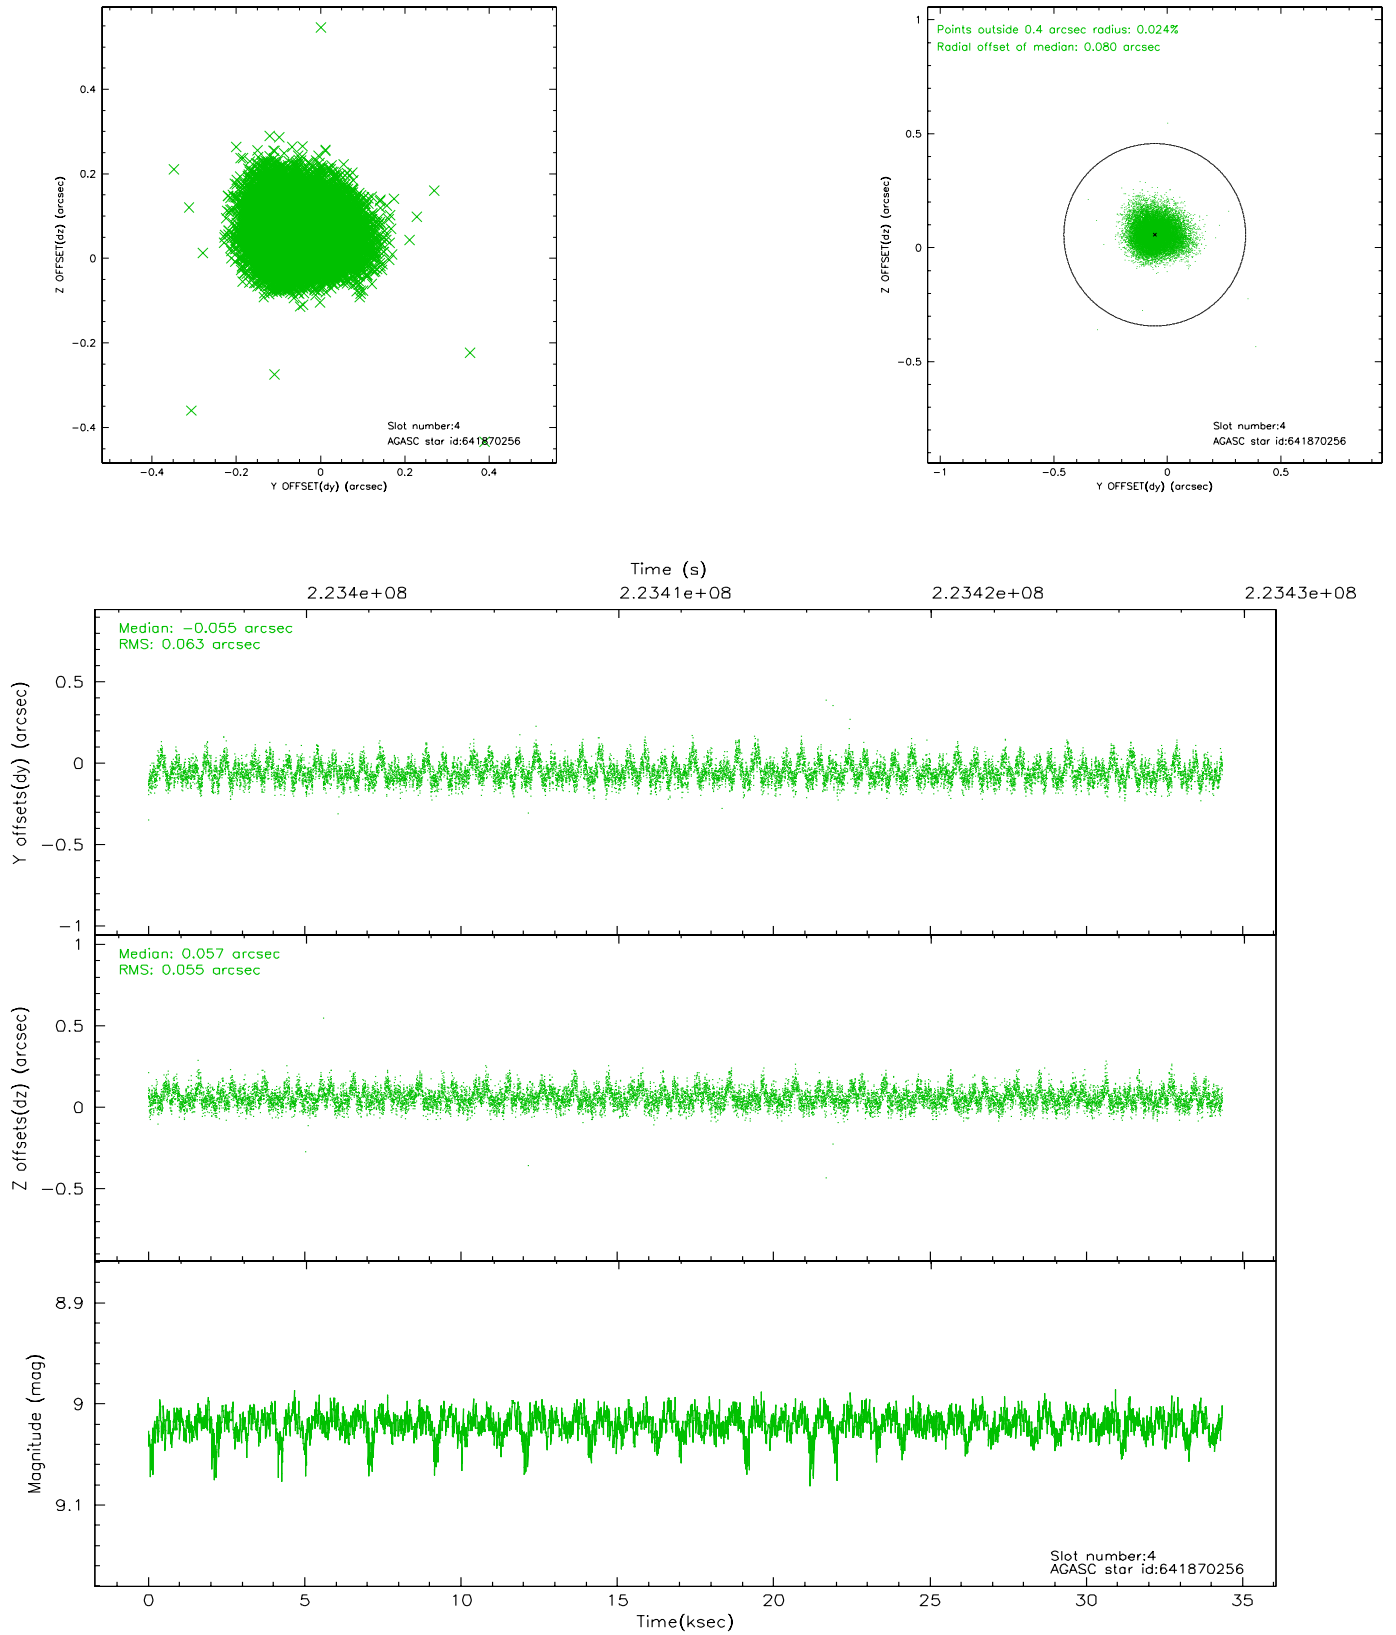 0.4
0.2
0
−0.2
−0.4
Z OFFSET(dz) (arcsec)
Slot number:4
AGASC star id:641870256
−0.4 −0.2 0 0.2 0.4
Y OFFSET(dy) (arcsec)
Points outside 0.4 arcsec radius: 0.024%
Radial offset of median: 0.080 arcsec
1
0.5
0
−0.5
Z OFFSET(dz) (arcsec)
Slot number:4
AGASC star id:641870256
−1 −0.5 0 0.5
Y OFFSET(dy) (arcsec)
Time (s)
2.234e+08 2.2341e+08 2.2342e+08 2.2343e+08
Median: −0.055 arcsec
RMS: 0.063 arcsec
0.5
0
−0.5
−1
Y offsets(dy) (arcsec)
Median: 0.057 arcsec
RMS: 0.055 arcsec
1
0.5
0
−0.5
Z offsets(dz) (arcsec)
8.9
9
9.1
Magnitude (mag)
Slot number:4
AGASC star id:641870256
0 5 10 15 20 25 30 35
Time(ksec)